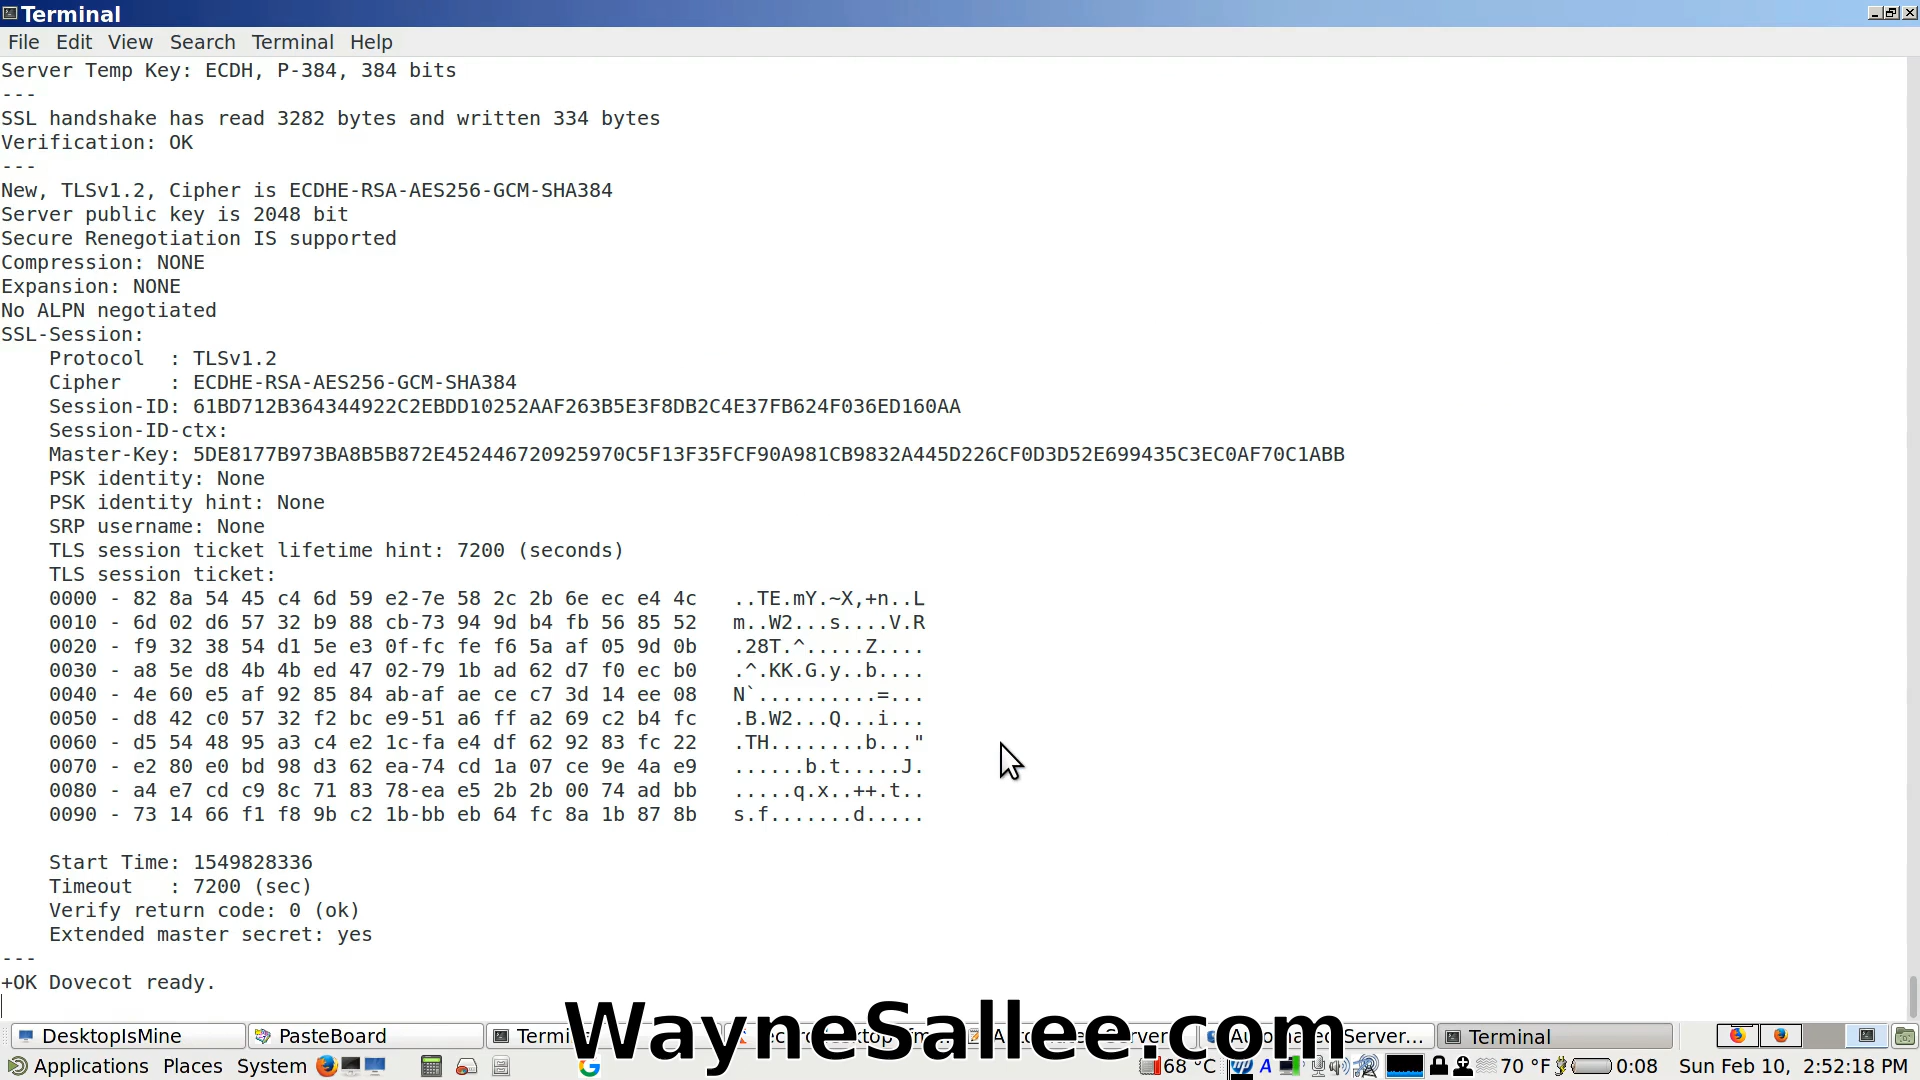 Terminal
File Edit View Search Terminal Help
Server Temp Key: ECDH, P-384, 384 bits
---
SSL handshake has read 3282 bytes and written 334 bytes
Verification: OK
---
New, TLSv1.2, Cipher is ECDHE-RSA-AES256-GCM-SHA384
Server public key is 2048 bit
Secure Renegotiation IS supported
Compression: NONE
Expansion: NONE
No ALPN negotiated
SSL-Session:
    Protocol  : TLSv1.2
    Cipher    : ECDHE-RSA-AES256-GCM-SHA384
    Session-ID: 61BD712B364344922C2EBDD10252AAF263B5E3F8DB2C4E37FB624F036ED160AA
    Session-ID-ctx:
    Master-Key: 5DE8177B973BA8B5B872E452446720925970C5F13F35FCF90A981CB9832A445D226CF0D3D52E699435C3EC0AF70C1ABB
    PSK identity: None
    PSK identity hint: None
    SRP username: None
    TLS session ticket lifetime hint: 7200 (seconds)
    TLS session ticket:
    0000 - 82 8a 54 45 c4 6d 59 e2-7e 58 2c 2b 6e ec e4 4c   ..TE.mY.~X,+n..L
    0010 - 6d 02 d6 57 32 b9 88 cb-73 94 9d b4 fb 56 85 52   m..W2...s....V.R
    0020 - f9 32 38 54 d1 5e e3 0f-fc fe f6 5a af 05 9d 0b   .28T.^.....Z....
    0030 - a8 5e d8 4b 4b ed 47 02-79 1b ad 62 d7 f0 ec b0   .^.KK.G.y..b....
    0040 - 4e 60 e5 af 92 85 84 ab-af ae ce c7 3d 14 ee 08   N`..........=...
    0050 - d8 42 c0 57 32 f2 bc e9-51 a6 ff a2 69 c2 b4 fc   .B.W2...Q...i...
    0060 - d5 54 48 95 a3 c4 e2 1c-fa e4 df 62 92 83 fc 22   .TH........b..."
    0070 - e2 80 e0 bd 98 d3 62 ea-74 cd 1a 07 ce 9e 4a e9   ......b.t.....J.
    0080 - a4 e7 cd c9 8c 71 83 78-ea e5 2b 2b 00 74 ad bb   .....q.x..++.t..
    0090 - 73 14 66 f1 f8 9b c2 1b-bb eb 64 fc 8a 1b 87 8b   s.f.......d.....
    Start Time: 1549828336
    Timeout   : 7200 (sec)
    Verify return code: 0 (ok)
    Extended master secret: yes
---
+OK Dovecot ready.
WayneSallee.com
DesktopIsMine PasteBoard Server... Terminal
Applications Places System 68 °C A 70 °F 0:08 Sun Feb 10, 2:52:18 PM